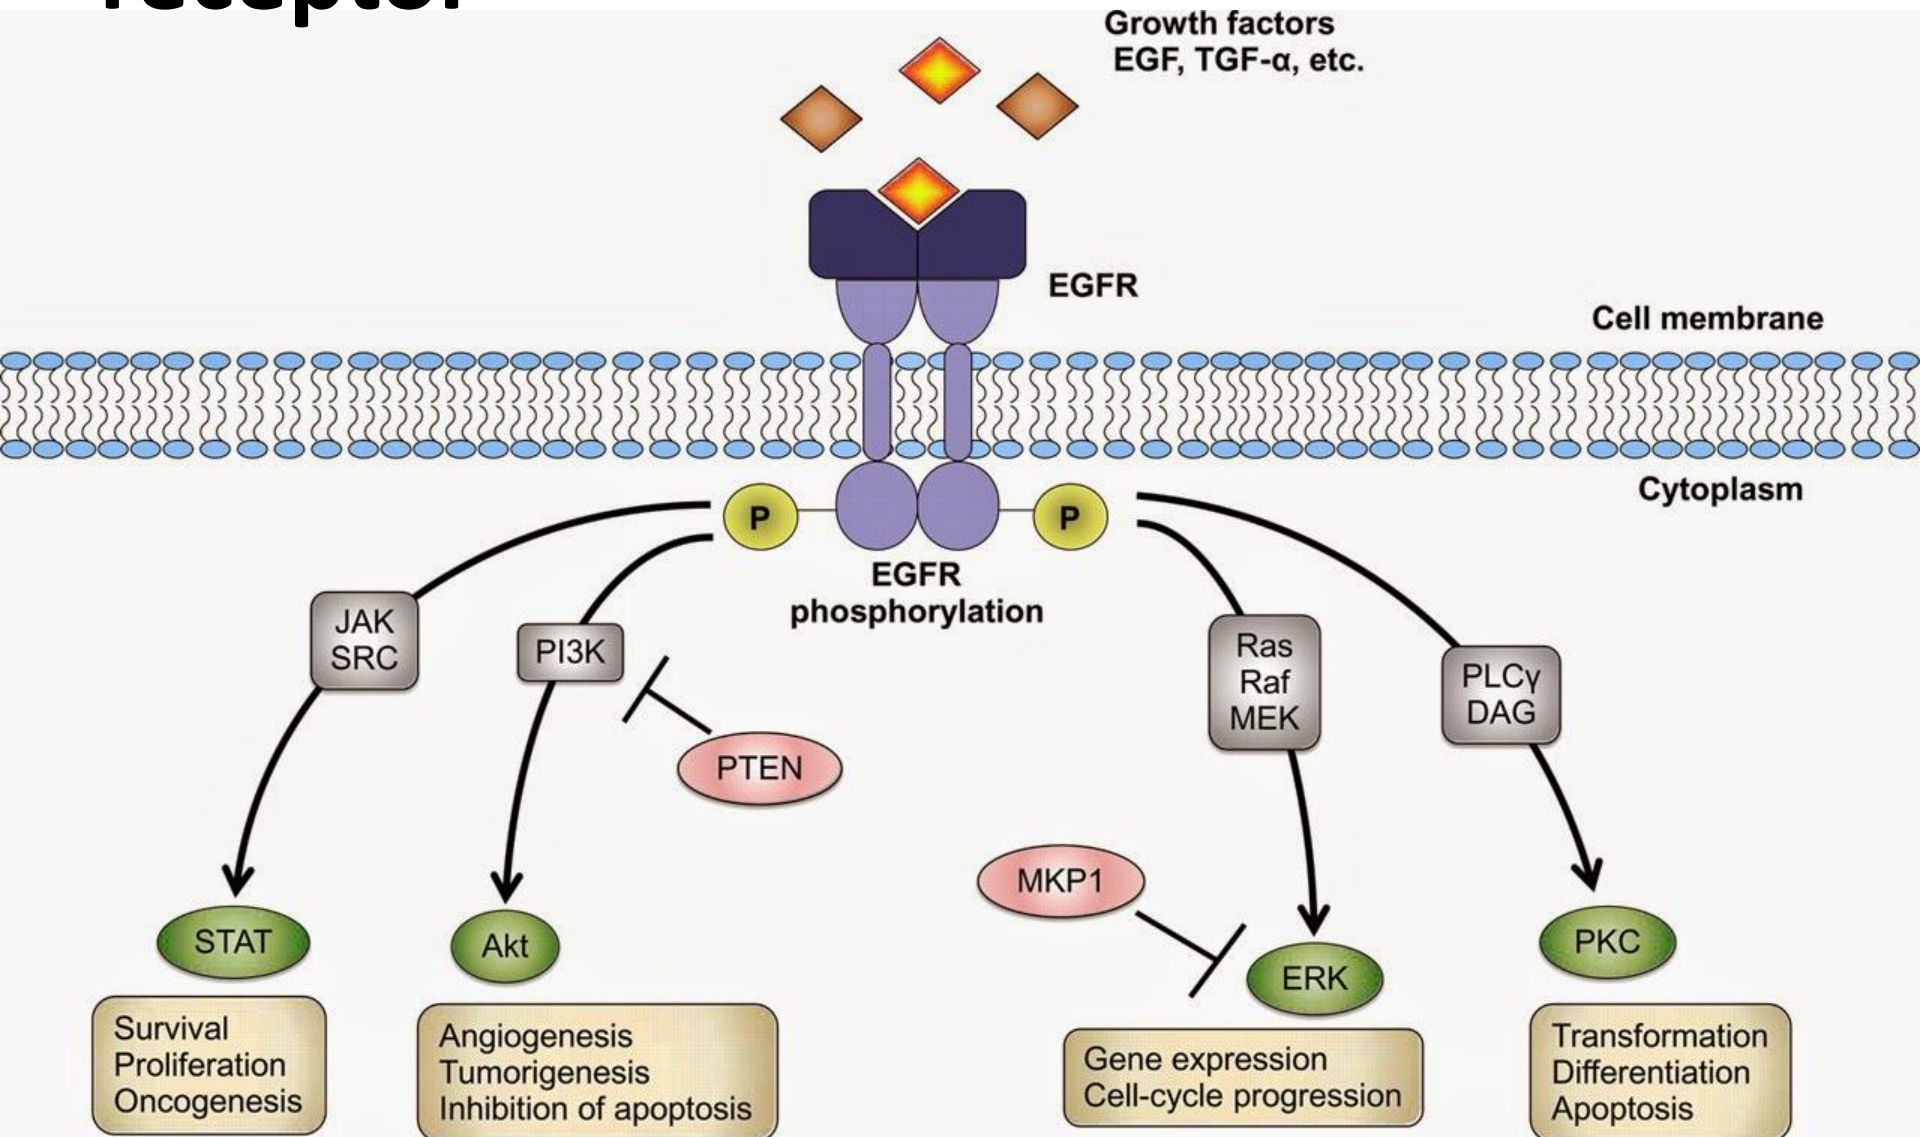 receptor
Growth factors
EGF, TGF-α, etc.
EGFR
Cell membrane
Cytoplasm
P
P
EGFR
phosphorylation
JAK
SRC
PI3K
Ras
Raf
MEK
PLCγ
DAG
PTEN
MKP1
STAT
Akt
ERK
PKC
Survival
Proliferation
Oncogenesis
Angiogenesis
Tumorigenesis
Inhibition of apoptosis
Gene expression
Cell-cycle progression
Transformation
Differentiation
Apoptosis